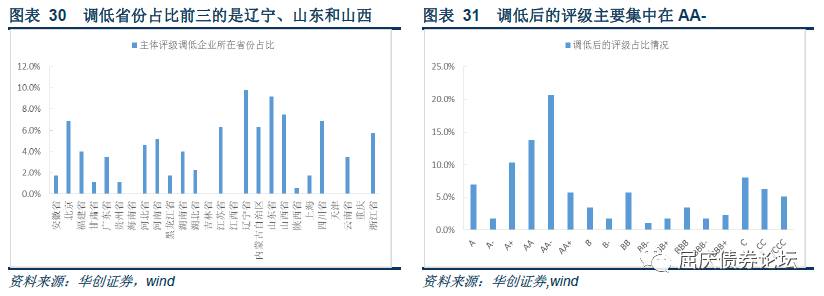 图表 30 调低省份占比前三的是辽宁、山东和山西
主体评级调低企业所在省份占比
12.0%
10.0%
8.0%
6.0%
4.0%
2.0%
0.0%
安徽省
北京
福建省
甘肃省
广东省
贵州省
海南省
河北省
河南省
黑龙江省
湖南省
湖北省
吉林省
江苏省
江西省
辽宁省
内蒙古自治区
山东省
山西省
陕西省
上海
四川省
天津
云南省
重庆
浙江省
资料来源：华创证券，wind
图表 31 调低后的评级主要集中在 AA-
调低后的评级占比情况
25.0%
20.0%
15.0%
10.0%
5.0%
0.0%
A
A-
A+
AA
AA-
AA+
B
B-
BB
BB-
BB+
BBB
BBB-
BBB+
C
CC
CCC
资料来源：华创证券,wind
屈庆债券论坛